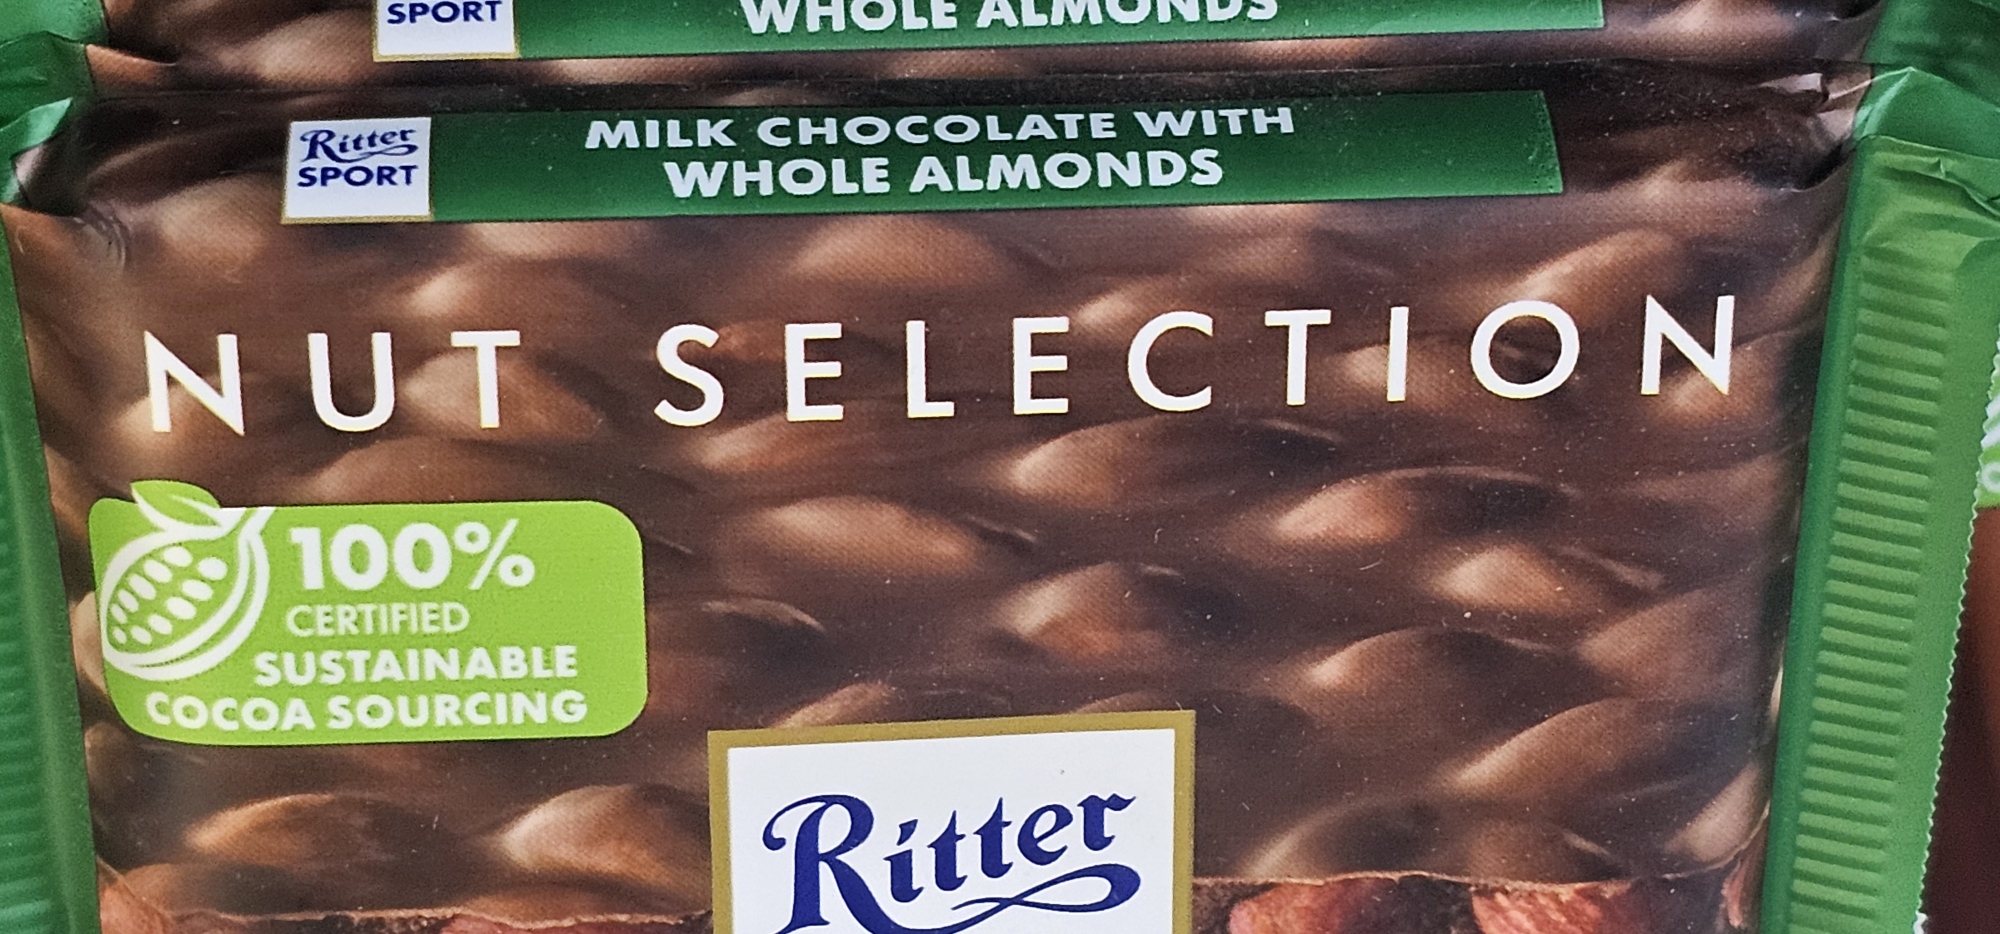 SPORT
WHOLE ALMONDS
Ritter
SPORT
MILK CHOCOLATE WITH
WHOLE ALMONDS
NUT SELECTION
100%
CERTIFIED
SUSTAINABLE
COCOA SOURCING
Ritter